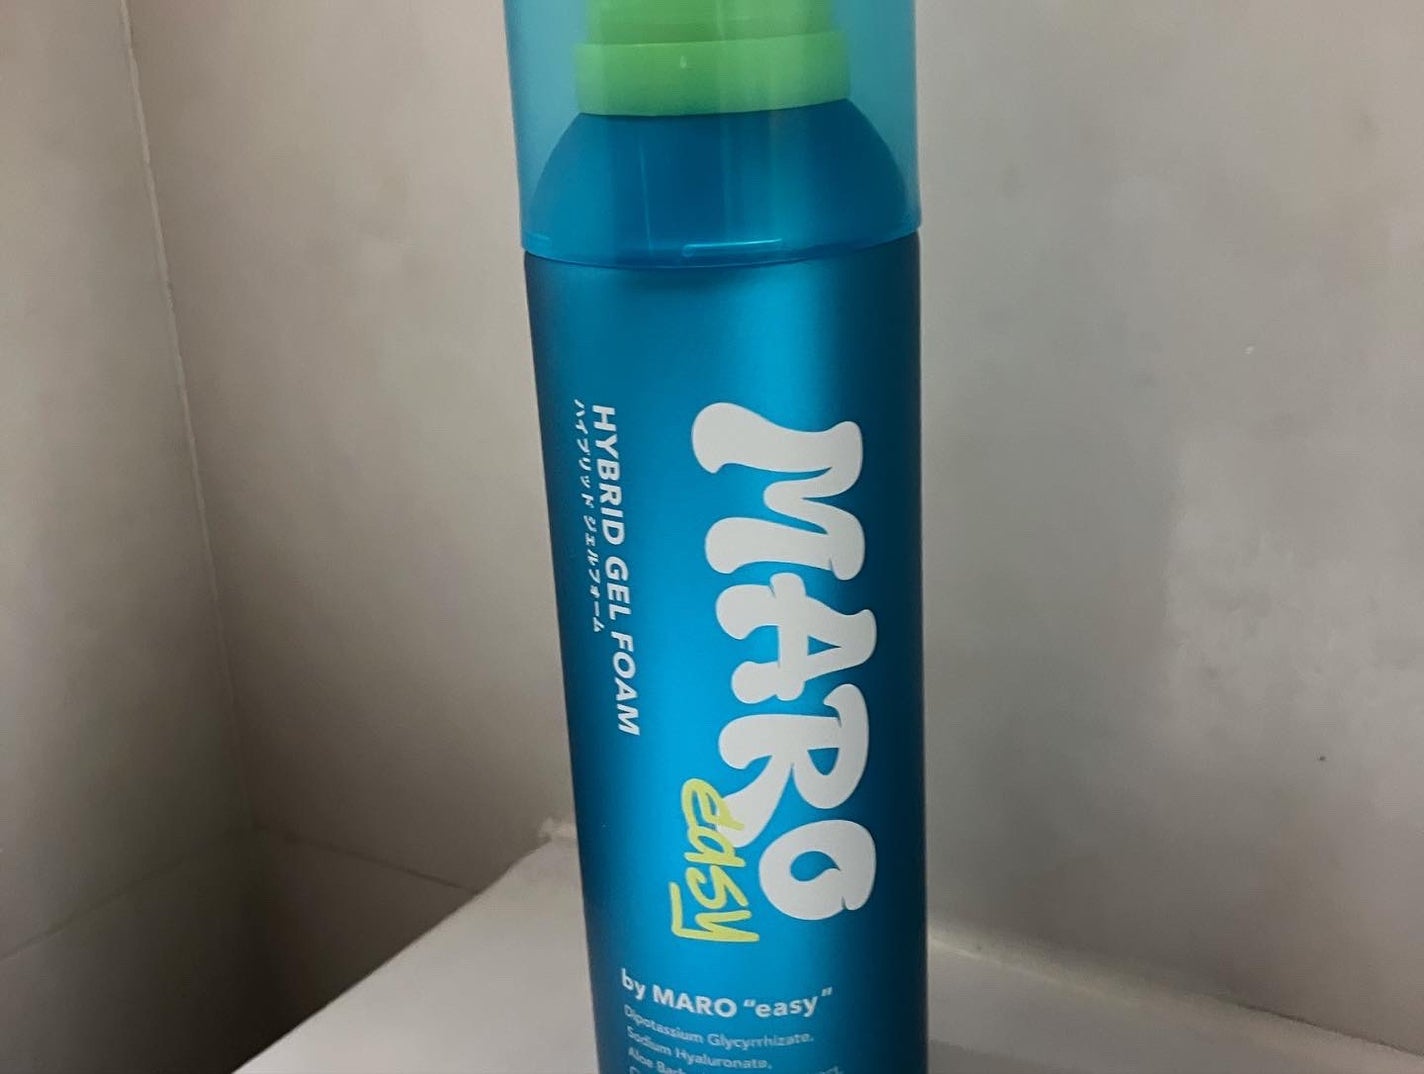 MARO
easy
HYBRID GEL FOAM
ハイブリッド ジェルフォーム
by MARO “easy”
Dipotassium Glycyrrhizate,
Sodium Hyaluronate,
Aloe